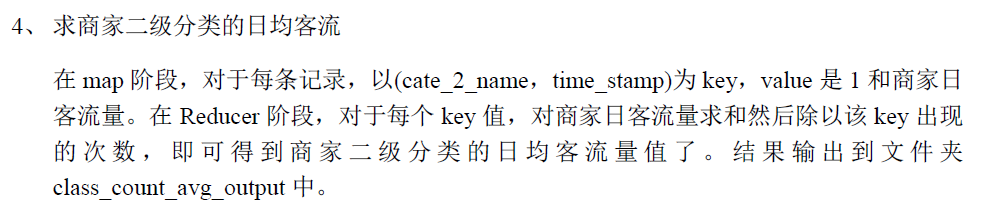 4、 求商家二级分类的日均客流
在 map 阶段，对于每条记录，以(cate_2_name，time_stamp)为 key，value 是 1 和商家日
客流量。在 Reducer 阶段，对于每个 key 值，对商家日客流量求和然后除以该 key 出现
的次数，即可得到商家二级分类的日均客流量值了。结果输出到文件夹
class_count_avg_output 中。